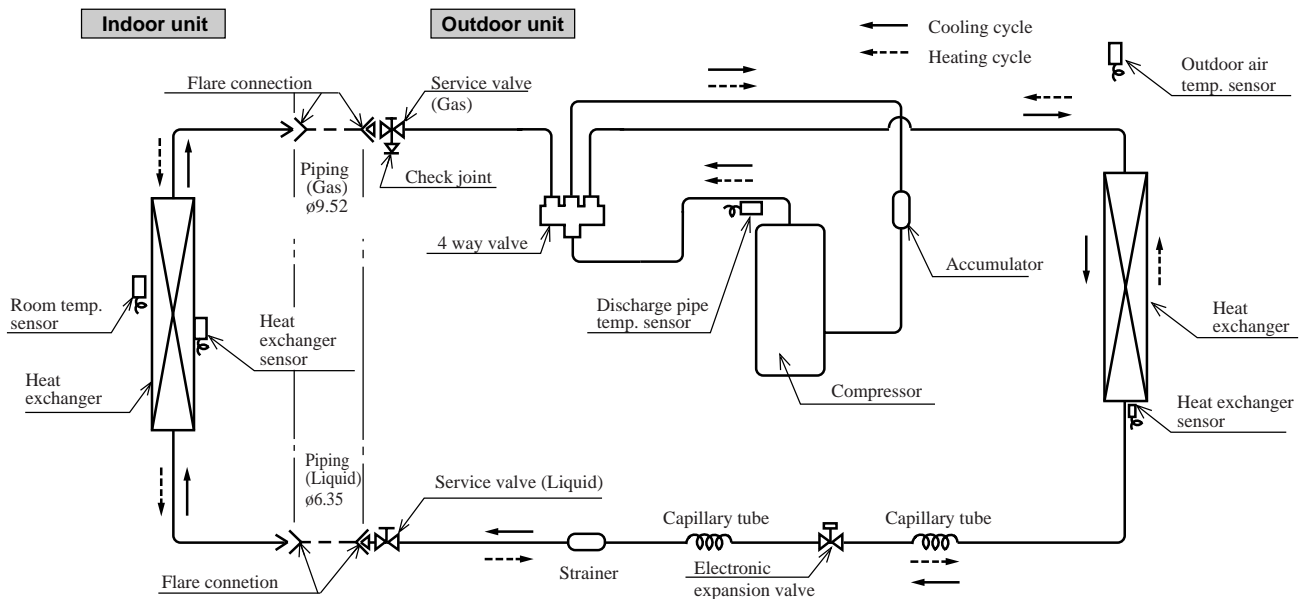 Indoor unit
Outdoor unit
Cooling cycle
Heating cycle
Outdoor air
temp. sensor
Flare connection
Service valve
(Gas)
Piping
(Gas)
ø9.52
Check joint
4 way valve
Accumulator
Room temp.
sensor
Heat
exchanger
sensor
Discharge pipe
temp. sensor
Heat
exchanger
Heat
exchanger
Compressor
Heat exchanger
sensor
Piping
(Liquid)
ø6.35
Service valve (Liquid)
Capillary tube
Capillary tube
Flare connetion
Strainer
Electronic
expansion valve